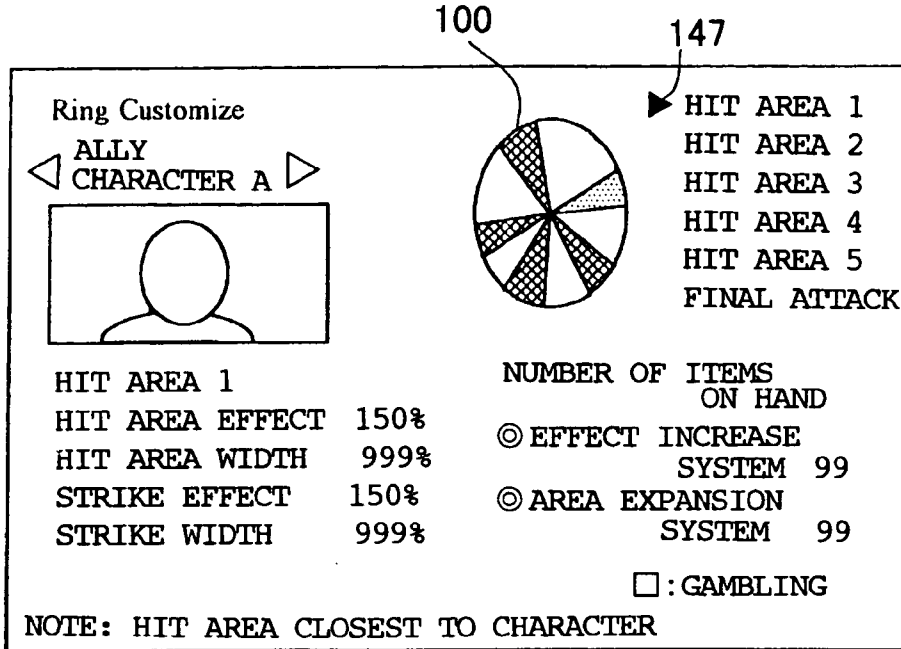 100
147
Ring Customize
ALLY
CHARACTER A
HIT AREA 1
HIT AREA 2
HIT AREA 3
HIT AREA 4
HIT AREA 5
FINAL ATTACK
HIT AREA 1
HIT AREA EFFECT 150%
HIT AREA WIDTH 999%
STRIKE EFFECT 150%
STRIKE WIDTH 999%
NUMBER OF ITEMS
ON HAND
◎ EFFECT INCREASE
SYSTEM 99
◎ AREA EXPANSION
SYSTEM 99
□:GAMBLING
NOTE: HIT AREA CLOSEST TO CHARACTER